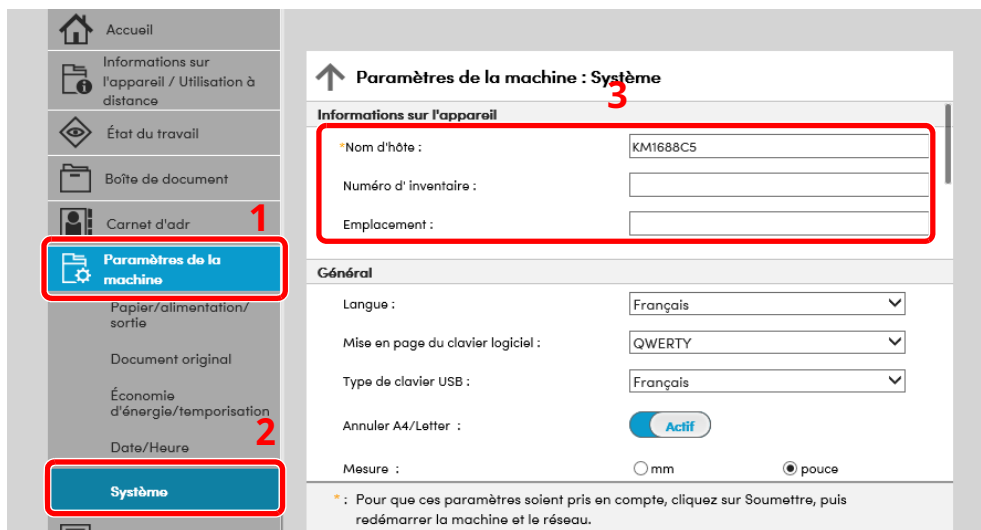 Accueil
Informations sur
l'appareil / Utilisation à
distance
État du travail
Boîte de document
Carnet d'adr
1
Paramètres de la
machine
Papier/alimentation/
sortie
Document original
Économie
d'énergie/temporisation
Date/Heure
2
Système
Paramètres de la machine : Système
3
Informations sur l'appareil
*Nom d'hôte : KM1688C5
Numéro d' inventaire :
Emplacement :
Général
Langue : Français
Mise en page du clavier logiciel : QWERTY
Type de clavier USB : Français
Annuler A4/Letter : Actif
Mesure : mm pouce
* : Pour que ces paramètres soient pris en compte, cliquez sur Soumettre, puis
redémarrer la machine et le réseau.